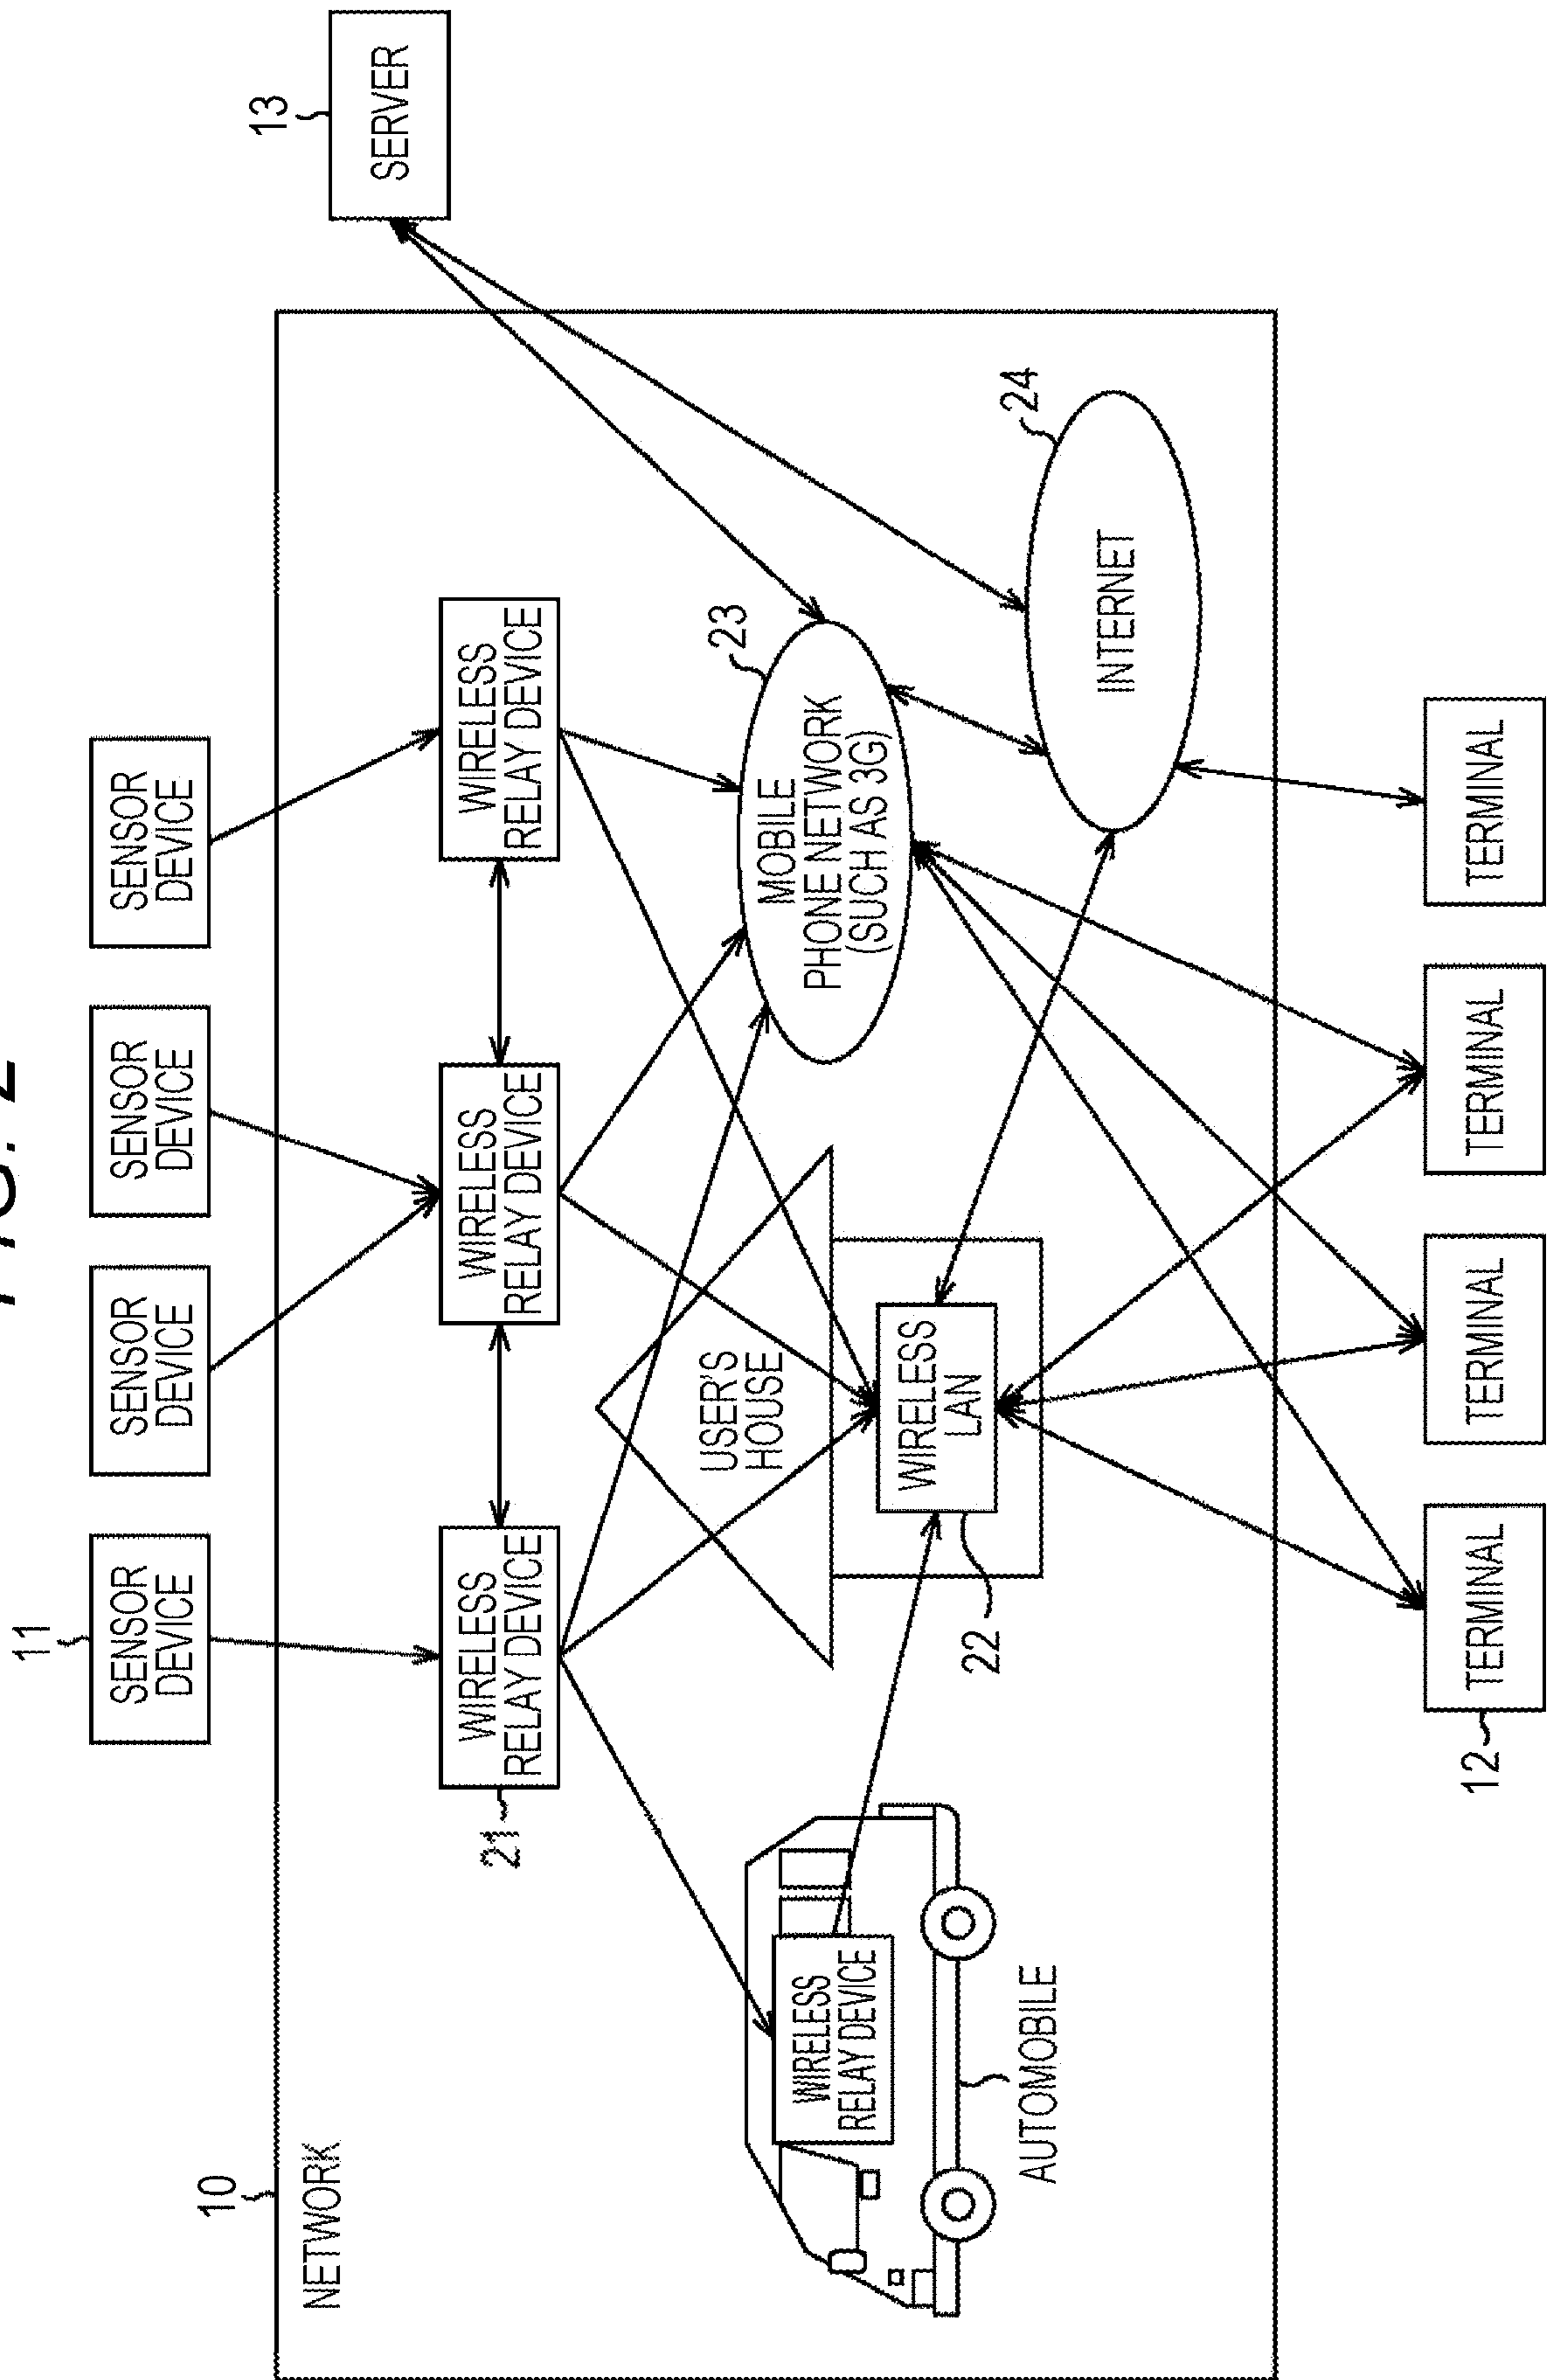 FIG. 2
11
SENSOR
DEVICE
SENSOR
DEVICE
SENSOR
DEVICE
SENSOR
DEVICE
13
SERVER
10
NETWORK
21
WIRELESS
RELAY DEVICE
WIRELESS
RELAY DEVICE
WIRELESS
RELAY DEVICE
USER'S
HOUSE
23
MOBILE
PHONE NETWORK
(SUCH AS 3G)
WIRELESS
RELAY DEVICE
AUTOMOBILE
WIRELESS
LAN
22
24
INTERNET
12
TERMINAL
TERMINAL
TERMINAL
TERMINAL